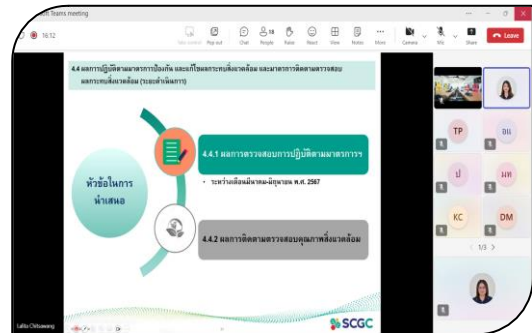 Teams meeting
16:12
Take control
Pop out
Chat
People 18
Raise
React
View
Notes
More
Camera
Mic
Share
Leave
4.4 ผลการปฏิบัติตามมาตรการป้องกัน และแก้ไขผลกระทบสิ่งแวดล้อม และมาตรการติดตามตรวจสอบ
ผลกระทบสิ่งแวดล้อม (ระยะดำเนินการ)
หัวข้อในการ
นำเสนอ
4.4.1 ผลการตรวจสอบการปฏิบัติตามมาตรการฯ
• ระหว่างเดือนมีนาคม-มิถุนายน พ.ศ. 2567
4.4.2 ผลการติดตามตรวจสอบคุณภาพสิ่งแวดล้อม
SCGC
TP
ป
KC
DM
1/3
Lalita Chitsawang